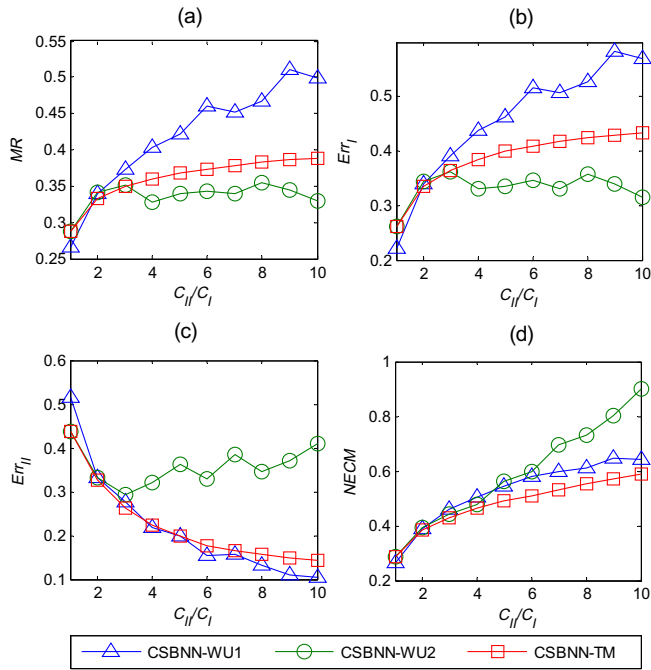 (a)
0.55
0.5
0.45
0.4
0.35
0.3
0.25
MR
2 4 6 8 10
C_II/C_I
(b)
0.5
0.4
0.3
0.2
Err_I
2 4 6 8 10
C_II/C_I
(c)
0.6
0.5
0.4
0.3
0.2
0.1
Err_II
2 4 6 8 10
C_II/C_I
(d)
1
0.8
0.6
0.4
0.2
NECM
2 4 6 8 10
C_II/C_I
CSBNN-WU1 CSBNN-WU2 CSBNN-TM